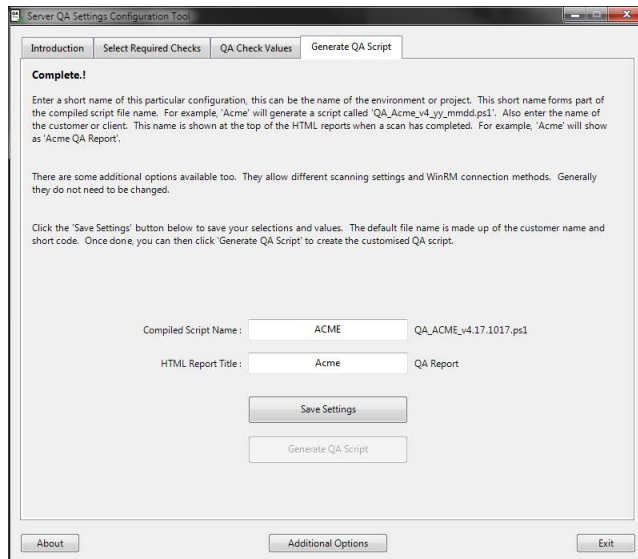 QA
Server QA Settings Configuration Tool
Introduction
Select Required Checks
QA Check Values
Generate QA Script
Complete.!
Enter a short name of this particular configuration, this can be the name of the environment or project. This short name forms part of
the compiled script file name. For example, 'Acme' will generate a script called 'QA_Acme_v4_yy_mmdd.ps1'. Also enter the name of
the customer or client. This name is shown at the top of the HTML reports when a scan has completed. For example, 'Acme' will show
as 'Acme QA Report'.
There are some additional options available too. They allow different scanning settings and WinRM connection methods. Generally
they do not need to be changed.
Click the 'Save Settings' button below to save your selections and values. The default file name is made up of the customer name and
short code. Once done, you can then click 'Generate QA Script' to create the customised QA script.
Compiled Script Name : ACME QA_ACME_v4.17.1017.ps1
HTML Report Title : Acme QA Report
Save Settings
Generate QA Script
About
Additional Options
Exit